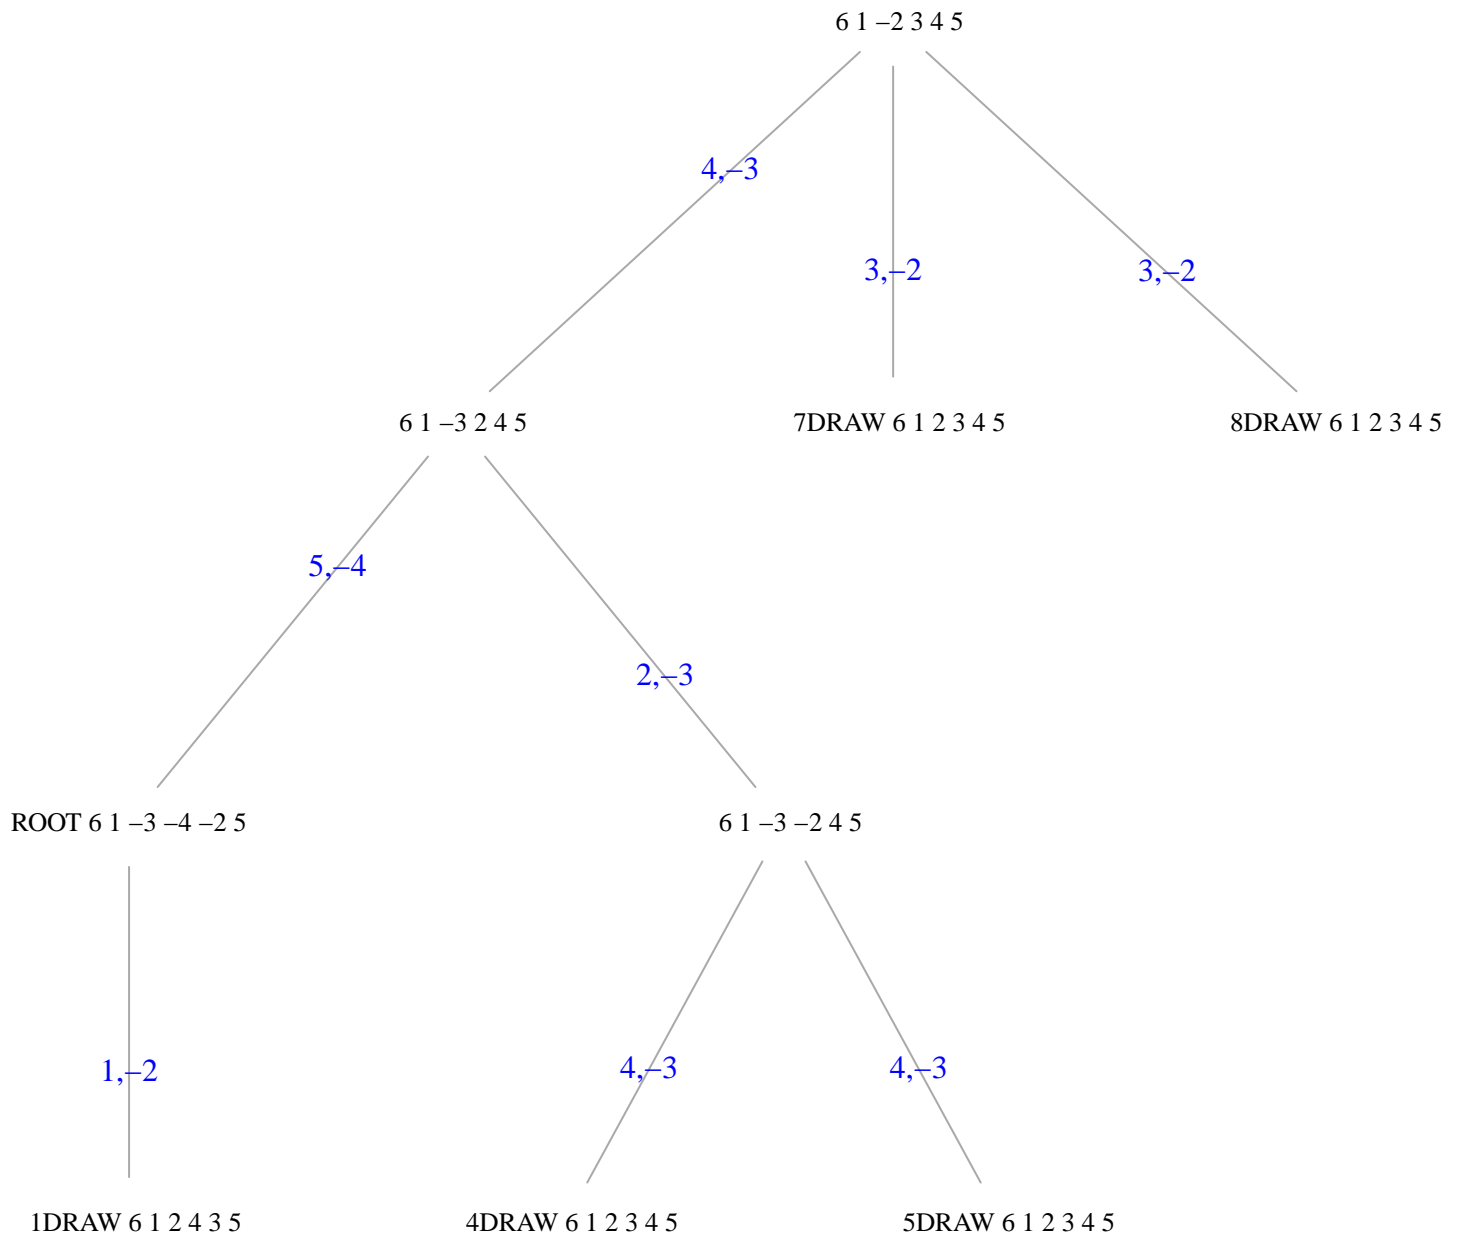 6 1 –2 3 4 5
4,–3
3,–2
3,–2
6 1 –3 2 4 5
7DRAW 6 1 2 3 4 5
8DRAW 6 1 2 3 4 5
5,–4
2,–3
ROOT 6 1 –3 –4 –2 5
6 1 –3 –2 4 5
1,–2
4,–3
4,–3
1DRAW 6 1 2 4 3 5
4DRAW 6 1 2 3 4 5
5DRAW 6 1 2 3 4 5